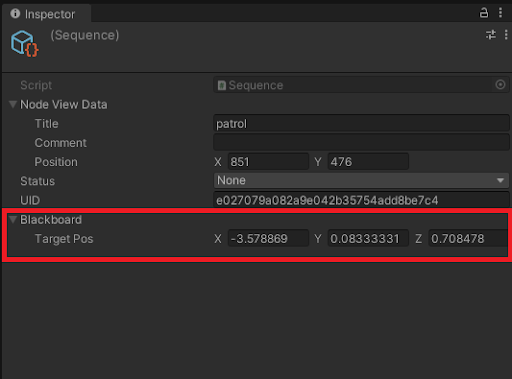 Inspector
(Sequence)
Script Sequence
Node View Data
Title patrol
Comment
Position X 851 Y 476
Status None
UID e027079a082a9e042b35754add8be7c4
Blackboard
Target Pos X -3.578869 Y 0.08333331 Z 0.708478